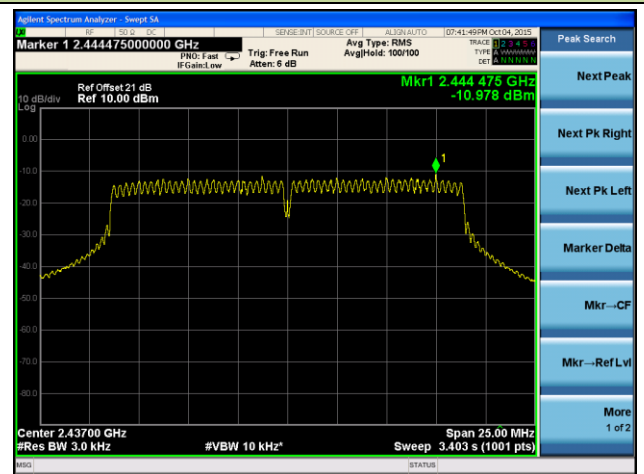 Agilent Spectrum Analyzer - Swept SA
RF 50 Ω DC SENSE:INT SOURCE OFF ALIGN AUTO 07:41:49PM Oct 04, 2015
Marker 1 2.444475000000 GHz
PNO: Fast
IFGain:Low
Trig: Free Run
Atten: 6 dB
Avg Type: RMS
Avg|Hold: 100/100
TRACE 1 2 3 4 5 6
TYPE A WWWWW
DET A N N N N N
Peak Search
Ref Offset 21 dB
10 dB/div Ref 10.00 dBm
Log
Mkr1 2.444 475 GHz
-10.978 dBm
1
0.00
-10.0
-20.0
-30.0
-40.0
-50.0
-60.0
-70.0
-80.0
Center 2.43700 GHz
#Res BW 3.0 kHz
#VBW 10 kHz*
Span 25.00 MHz
Sweep 3.403 s (1001 pts)
MSG
STATUS
Next Peak
Next Pk Right
Next Pk Left
Marker Delta
Mkr→CF
Mkr→Ref Lvl
More
1 of 2